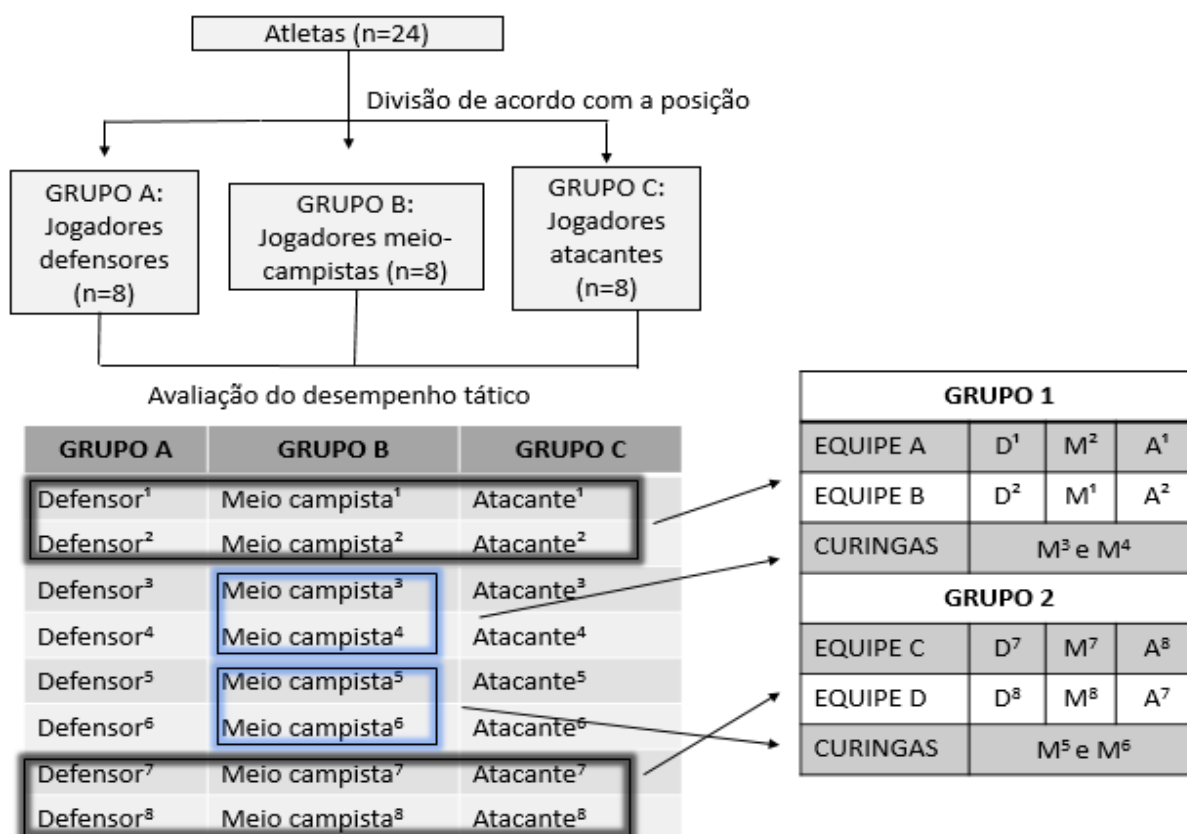 Atletas (n=24)
Divisão de acordo com a posição
GRUPO A:
Jogadores
defensores
(n=8)
GRUPO B:
Jogadores meio-
campistas (n=8)
GRUPO C:
Jogadores
atacantes
(n=8)
Avaliação do desempenho tático
GRUPO A GRUPO B GRUPO C
Defensor¹ Meio campista¹ Atacante¹
Defensor² Meio campista² Atacante²
Defensor³ Meio campista³ Atacante³
Defensor⁴ Meio campista⁴ Atacante⁴
Defensor⁵ Meio campista⁵ Atacante⁵
Defensor⁶ Meio campista⁶ Atacante⁶
Defensor⁷ Meio campista⁷ Atacante⁷
Defensor⁸ Meio campista⁸ Atacante⁸
GRUPO 1
EQUIPE A D¹ M² A¹
EQUIPE B D² M¹ A²
CURINGAS M³ e M⁴
GRUPO 2
EQUIPE C D⁷ M⁷ A⁸
EQUIPE D D⁸ M⁸ A⁷
CURINGAS M⁵ e M⁶